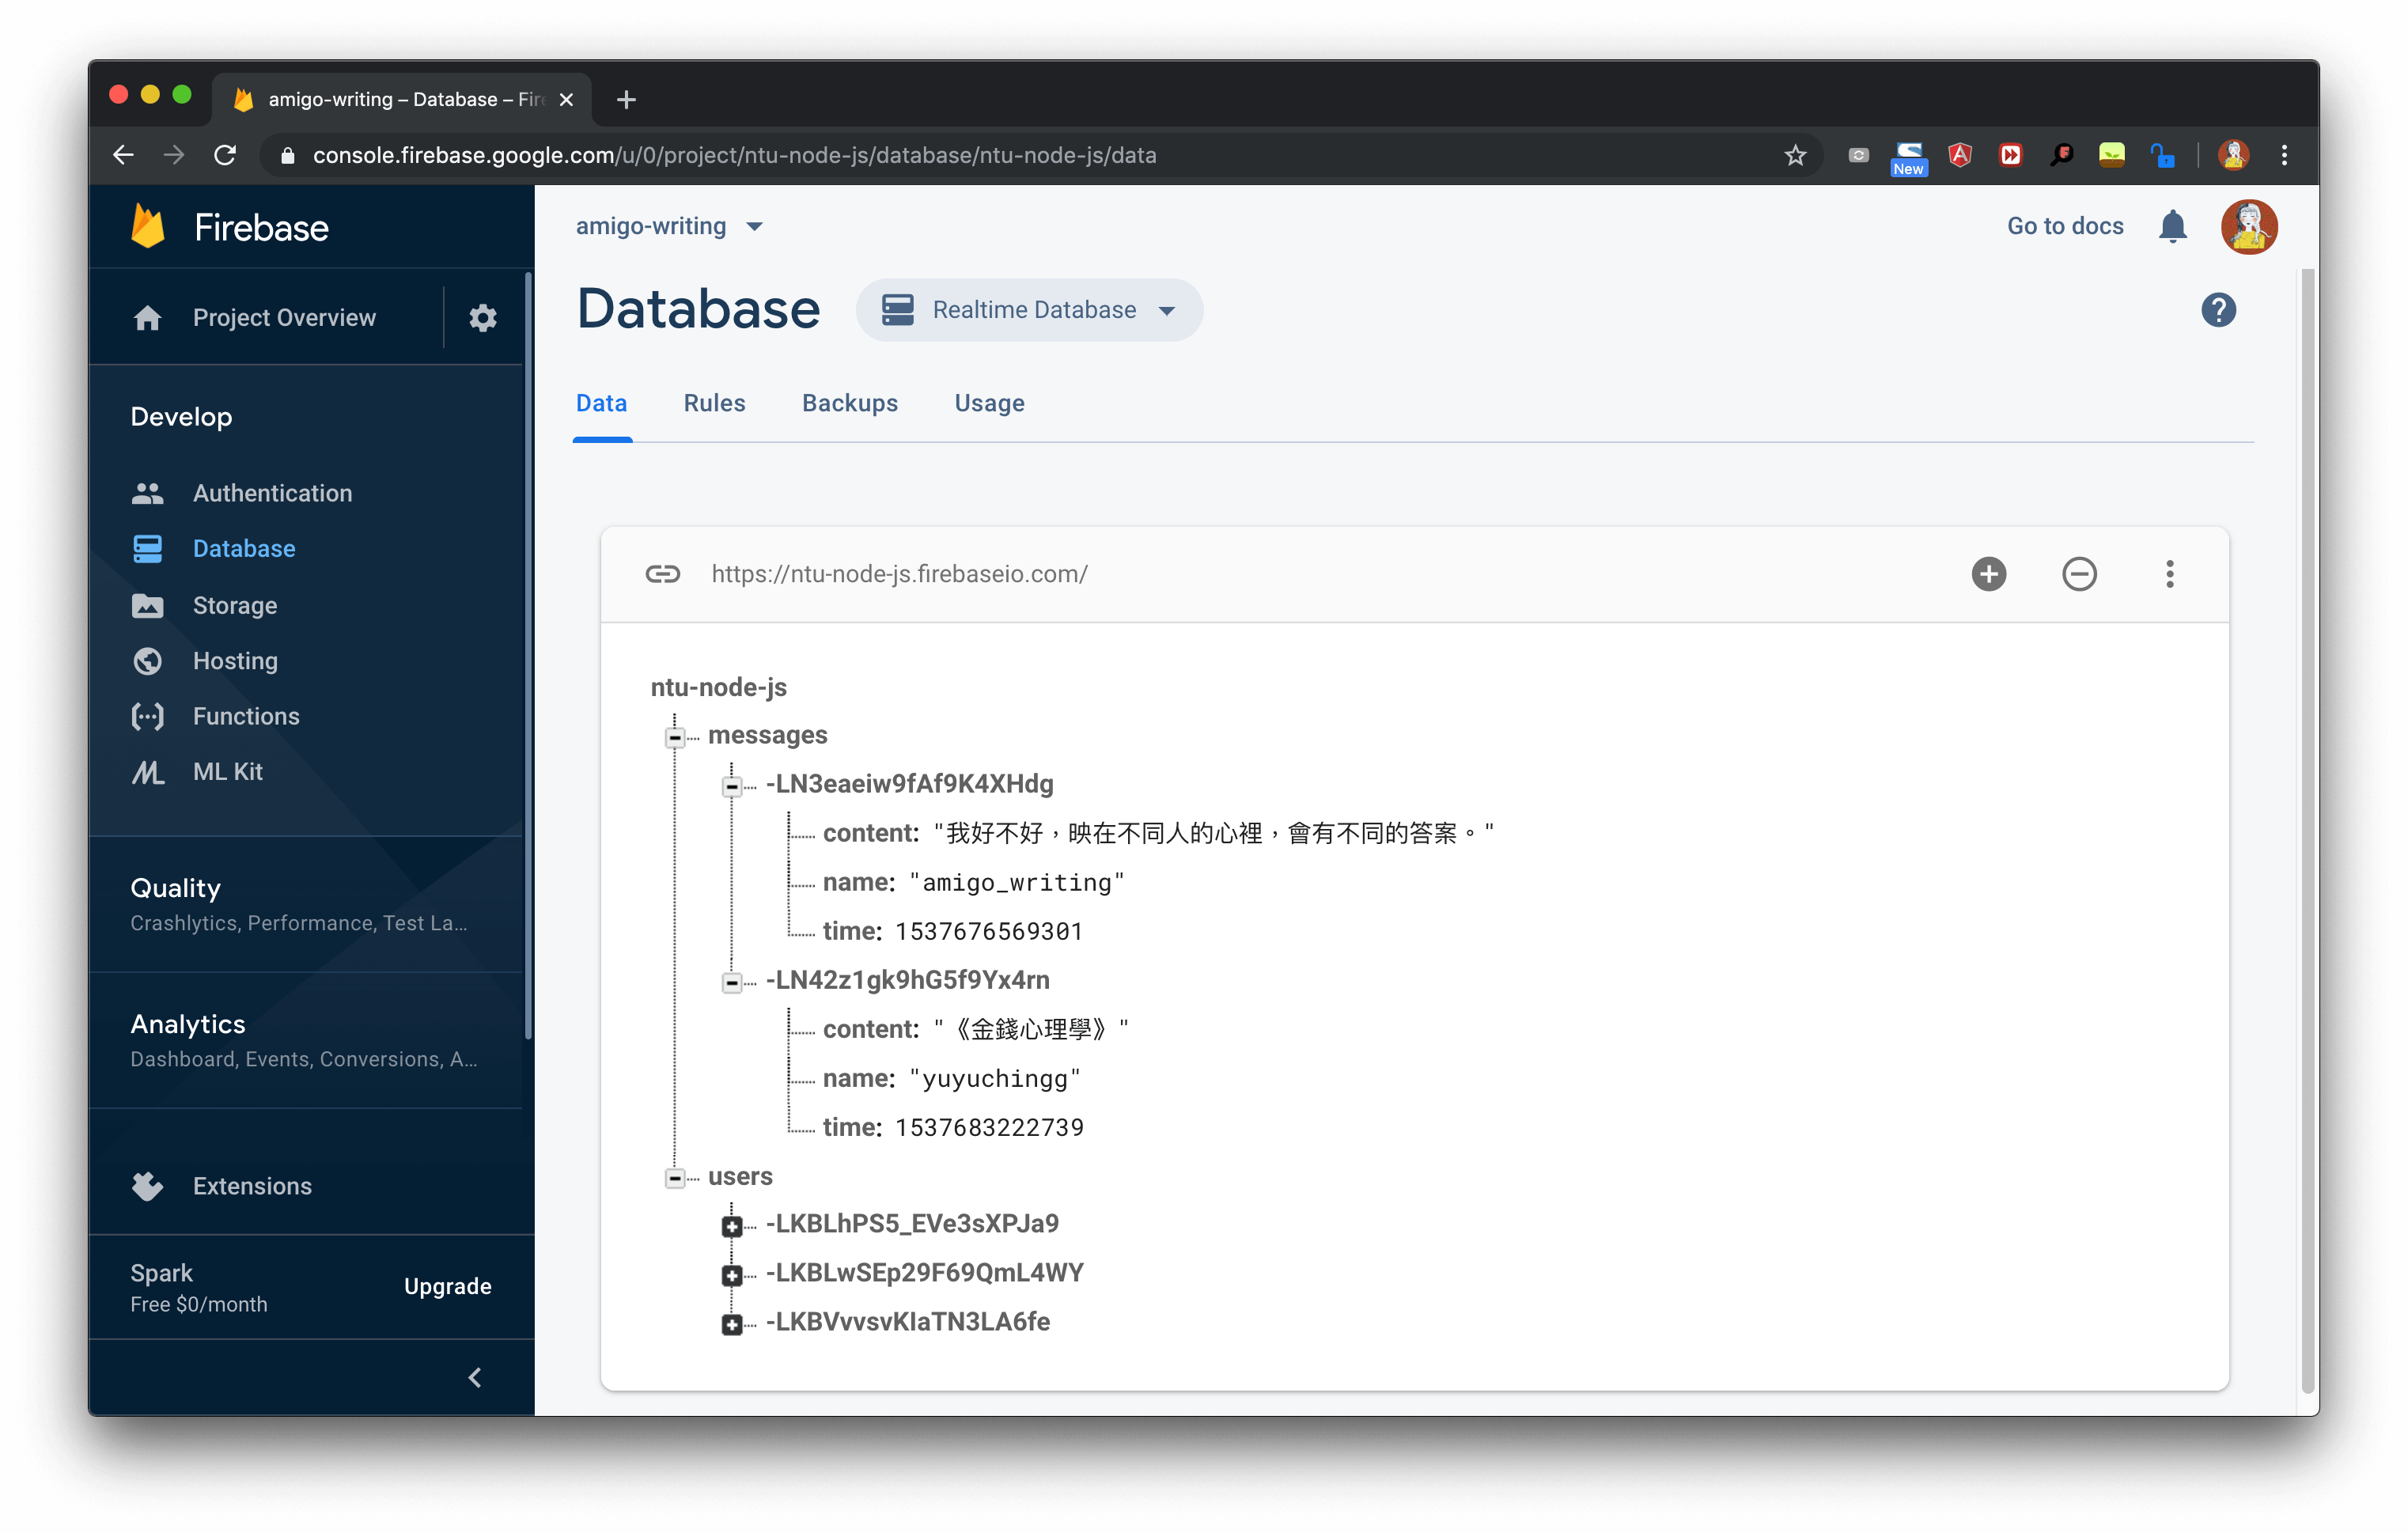 amigo-writing – Database – Fire
console.firebase.google.com/u/0/project/ntu-node-js/database/ntu-node-js/data
New
Firebase
amigo-writing
Go to docs
Project Overview
Database
Realtime Database
Develop
Data Rules Backups Usage
Authentication
Database
Storage
Hosting
Functions
ML Kit
https://ntu-node-js.firebaseio.com/
ntu-node-js
messages
-LN3eaeiw9fAf9K4XHdg
content: "我好不好，映在不同人的心裡，會有不同的答案。"
name: "amigo_writing"
time: 1537676569301
-LN42z1gk9hG5f9Yx4rn
content: "《金錢心理學》"
name: "yuyuchingg"
time: 1537683222739
users
-LKBLhPS5_EVe3sXPJa9
-LKBLwSEp29F69QmL4WY
-LKBVvvsvKIaTN3LA6fe
Quality
Crashlytics, Performance, Test La...
Analytics
Dashboard, Events, Conversions, A...
Extensions
Spark
Free $0/month
Upgrade